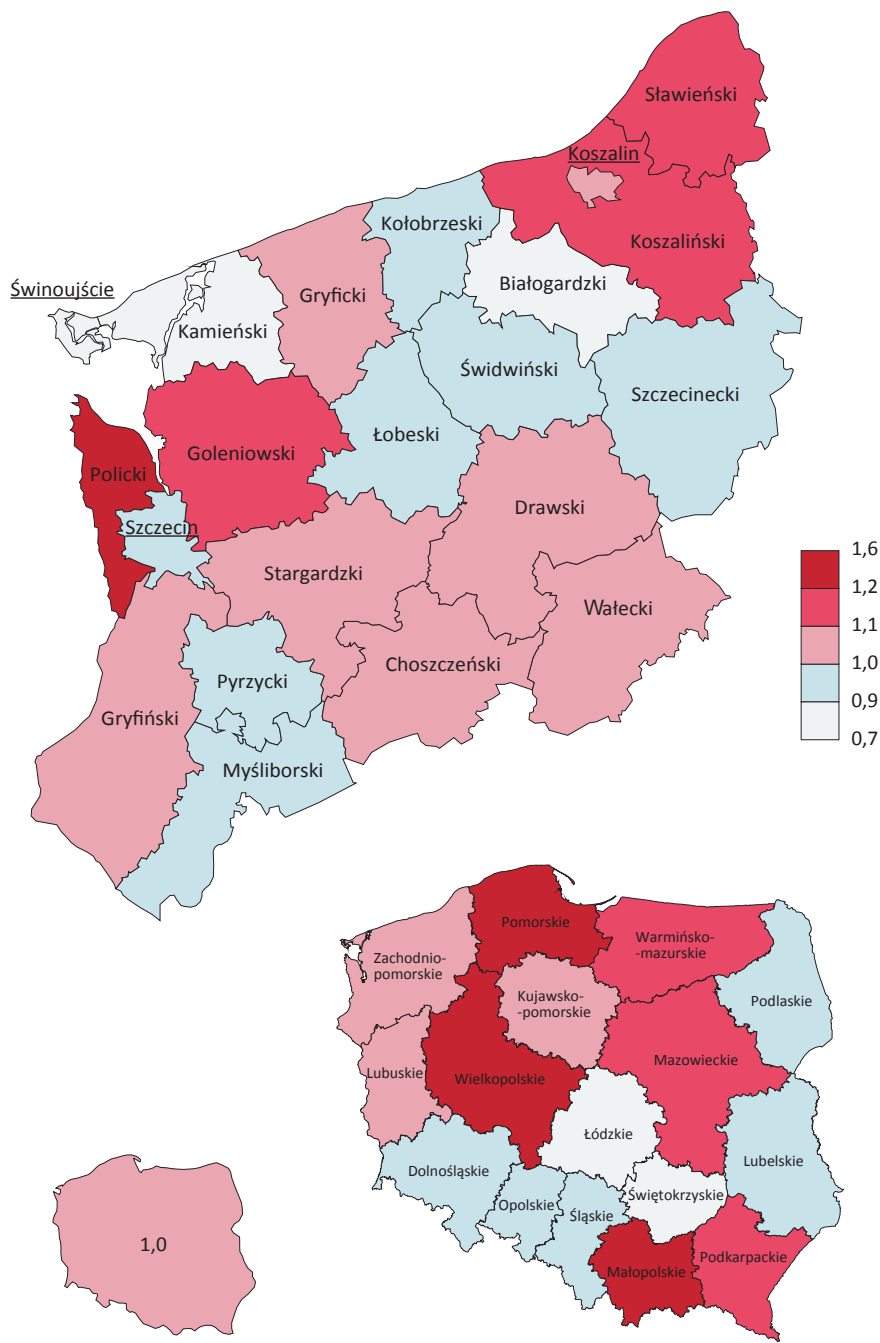 Sławieński
Koszalin
Kołobrzeski
Koszaliński
Białogardzki
Świnoujście
Gryficki
Kamieński
Świdwiński
Szczecinecki
Łobeski
Goleniowski
Policki
Drawski
Szczecin
Stargardzki
Wałecki
Choszczeński
Pyrzycki
Gryfiński
Myśliborski
1,6
1,2
1,1
1,0
0,9
0,7
Pomorskie
Warmińsko-
-mazurskie
Zachodnio-
pomorskie
Kujawsko-
-pomorskie
Podlaskie
Mazowieckie
Lubuskie
Wielkopolskie
Łódzkie
Lubelskie
Dolnośląskie
Świętokrzyskie
Opolskie
Śląskie
Podkarpackie
Małopolskie
1,0